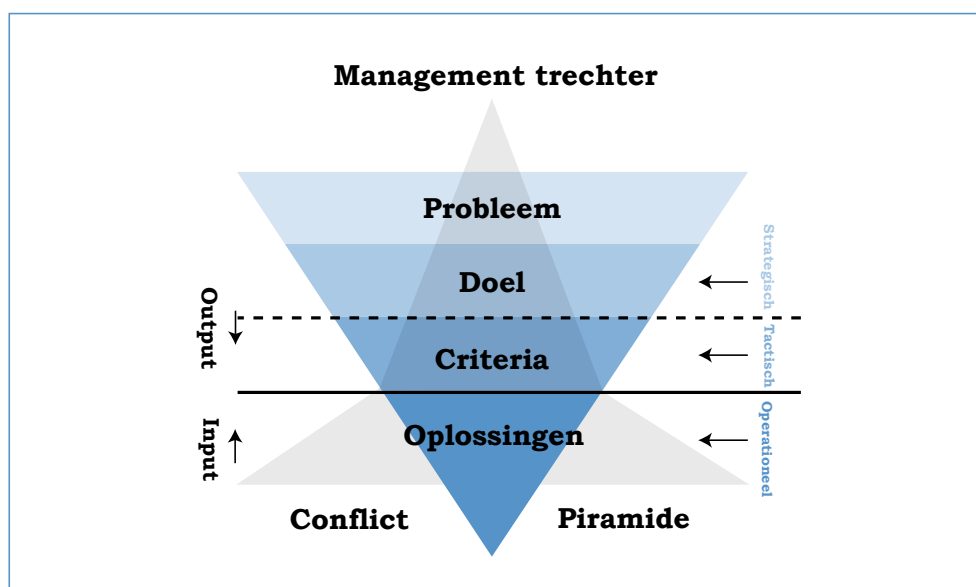 Management trechter
Probleem
Strategisch
Doel
Output
Tactisch
Criteria
Input
Operationeel
Oplossingen
Conflict
Piramide